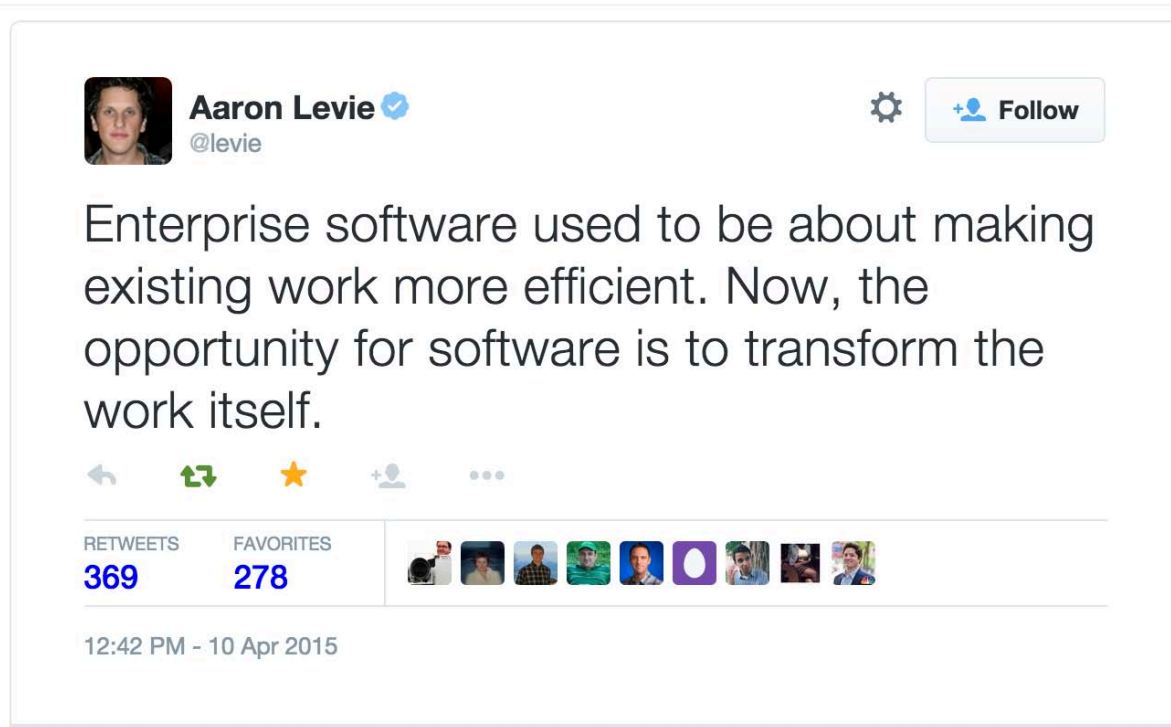 Aaron Levie
@levie
Follow
Enterprise software used to be about making
existing work more efficient. Now, the
opportunity for software is to transform the
work itself.
RETWEETS FAVORITES
369 278
12:42 PM - 10 Apr 2015